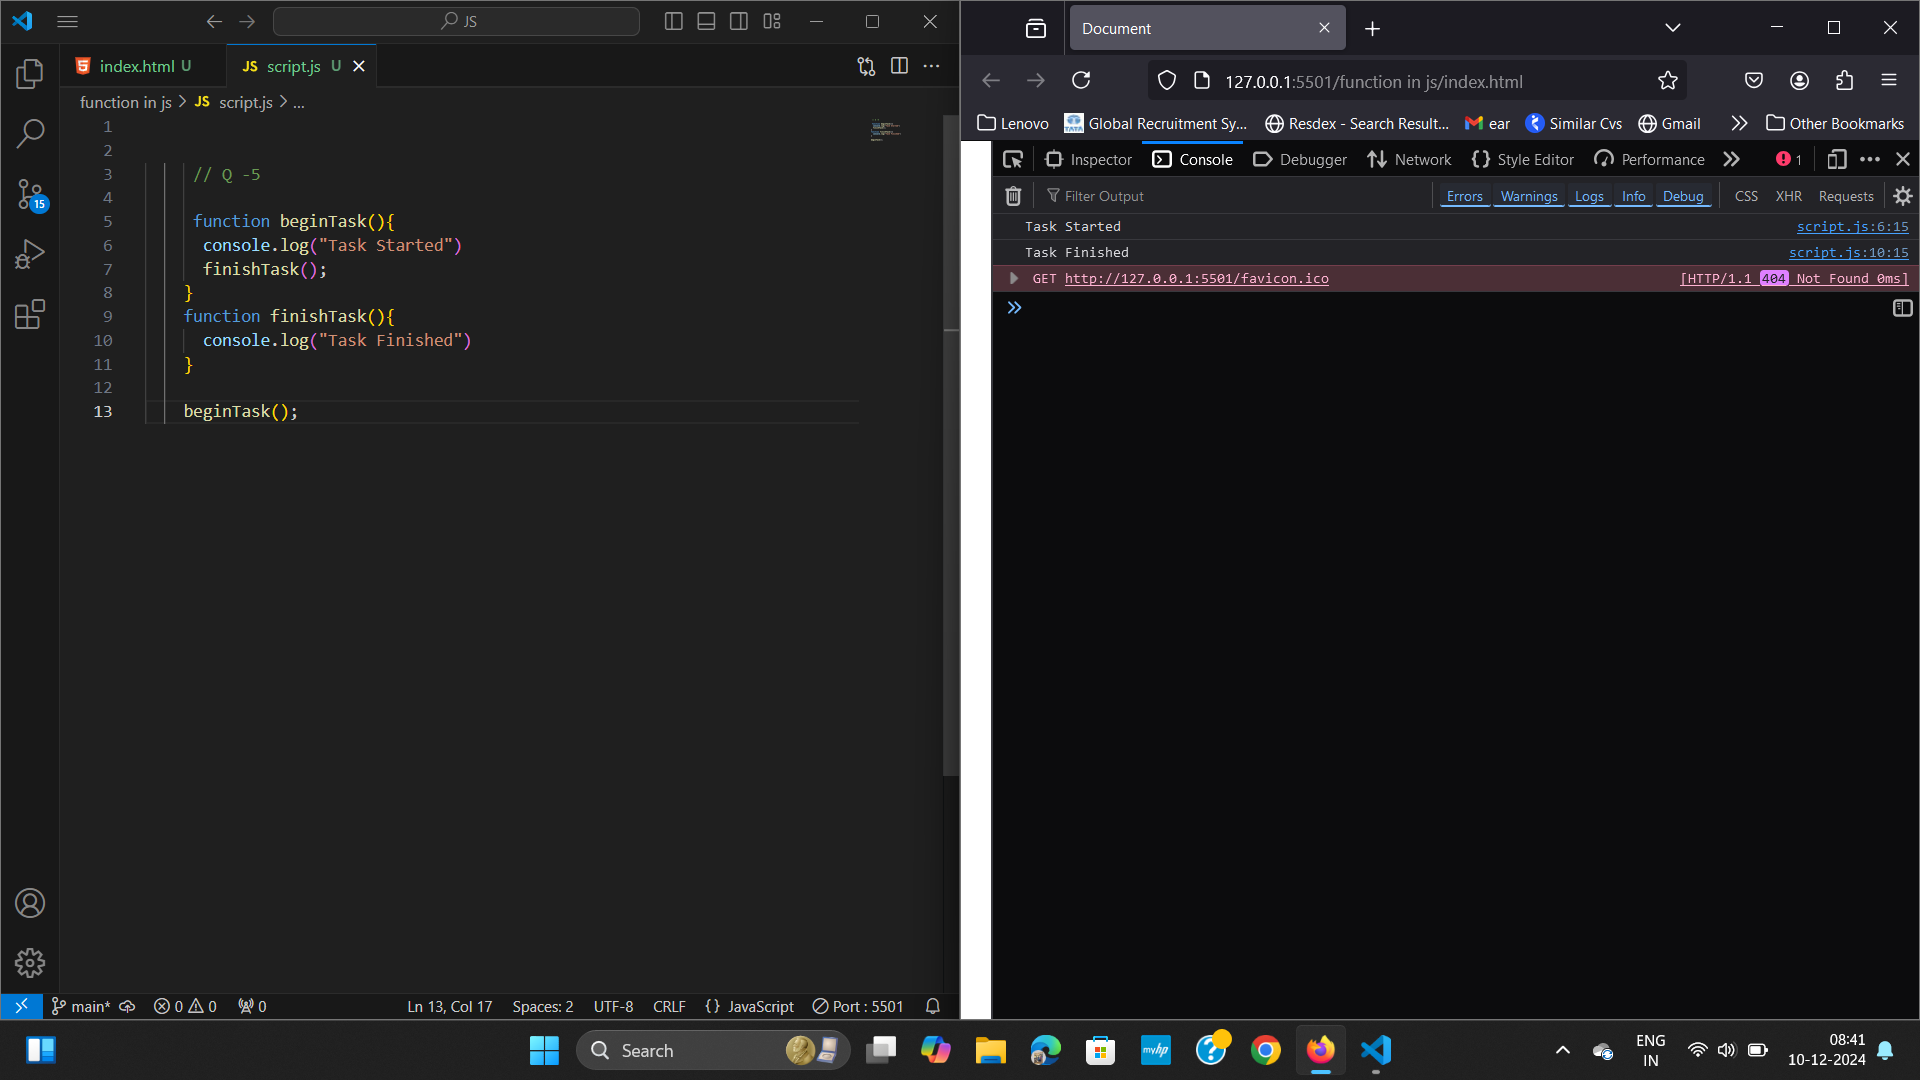 JS
index.html U
JS script.js U
function in js > JS script.js > ...
1
2
3 // Q -5
4
5 function beginTask(){
6 console.log("Task Started")
7 finishTask();
8 }
9 function finishTask(){
10 console.log("Task Finished")
11 }
12
13 beginTask();
15
main* 0 0 0 Ln 13, Col 17 Spaces: 2 UTF-8 CRLF {} JavaScript Port : 5501
Document
127.0.0.1:5501/function in js/index.html
Lenovo TATA Global Recruitment Sy... Resdex - Search Result... ear Similar Cvs Gmail Other Bookmarks
Inspector Console Debugger Network {} Style Editor Performance 1
Filter Output Errors Warnings Logs Info Debug CSS XHR Requests
Task Started script.js:6:15
Task Finished script.js:10:15
GET http://127.0.0.1:5501/favicon.ico [HTTP/1.1 404 Not Found 0ms]
Search
myhp
ENG
IN
08:41
10-12-2024